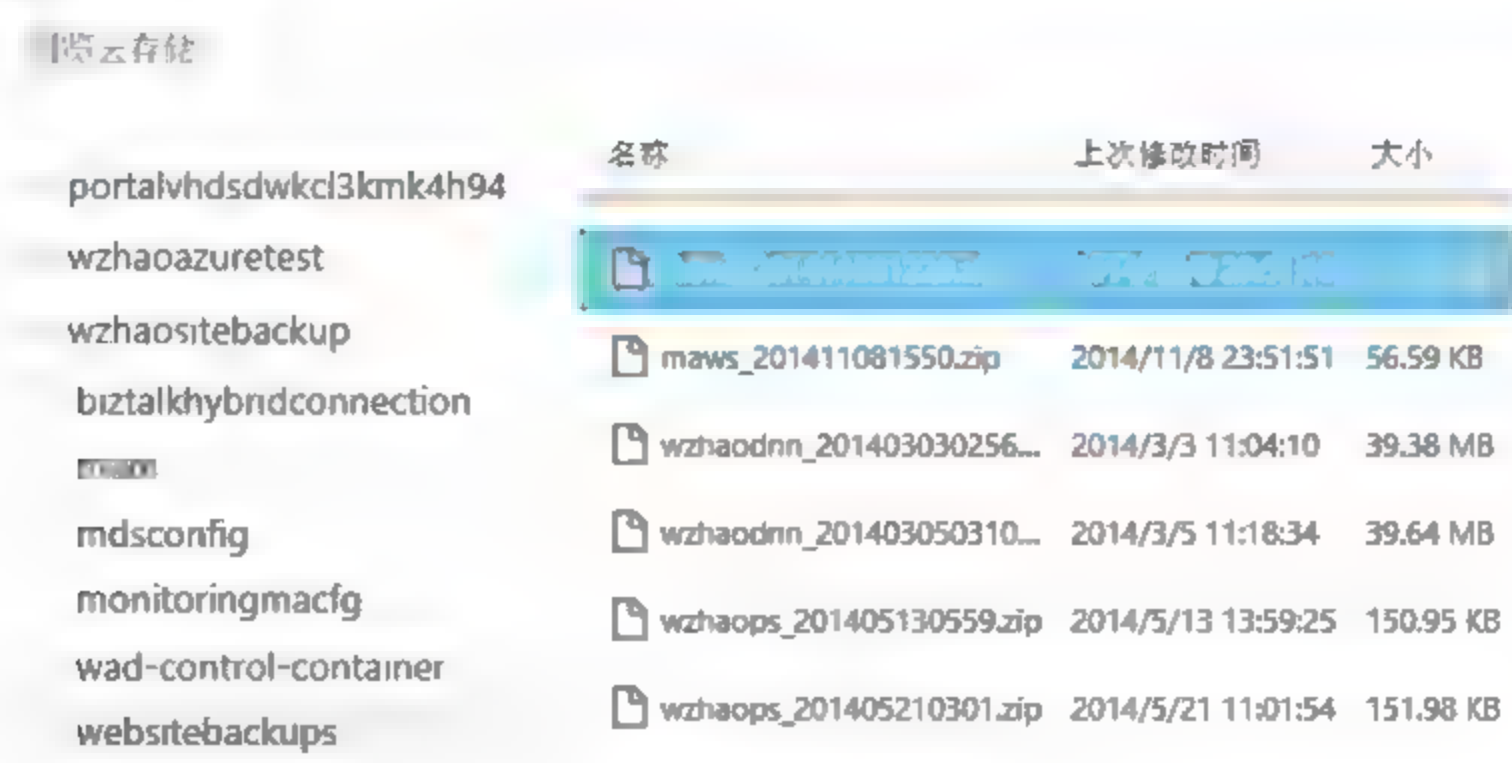 览云存储
名称 上次修改时间 大小
portalvhdsdwkcl3kmk4h94
wzhaoazuretest
wzhaositebackup
biztalkhybridconnection
mdsconfig
monitoringmacfg
wad-control-container
websitebackups
maws_201411081550.zip 2014/11/8 23:51:51 56.59 KB
wzhaodnn_201403030256... 2014/3/3 11:04:10 39.38 MB
wzhaodnn_201403050310... 2014/3/5 11:18:34 39.64 MB
wzhaops_201405130559.zip 2014/5/13 13:59:25 150.95 KB
wzhaops_201405210301.zip 2014/5/21 11:01:54 151.98 KB